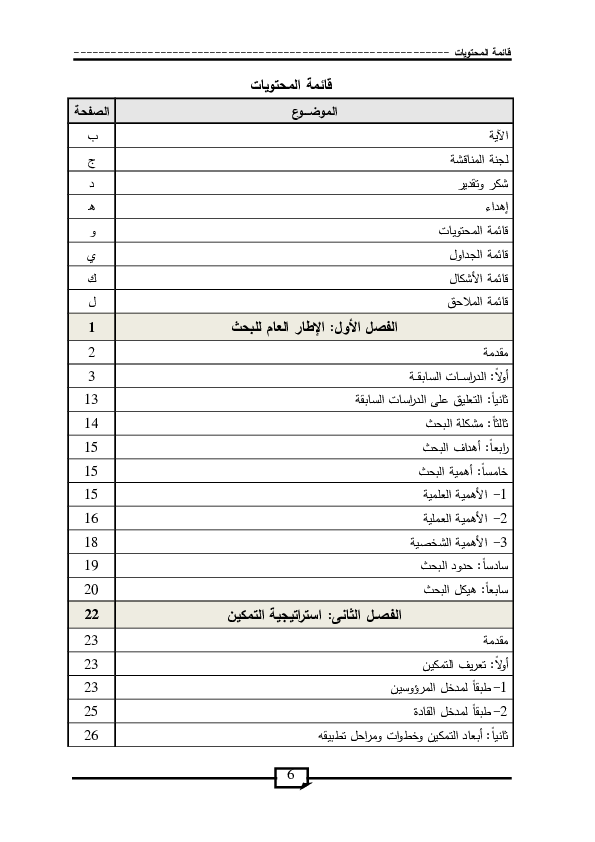 قائمة المحتويات
قائمة المحتويات
الموضـوع الصفحة
الآية ب
لجنة المناقشة ج
شكر وتقدير د
إهداء هـ
قائمة المحتويات و
قائمة الجداول ي
قائمة الأشكال ك
قائمة الملاحق ل
الفصل الأول: الإطار العام للبحث 1
مقدمة 2
أولاً: الدراسات السابقة 3
ثانياً: التعليق على الدراسات السابقة 13
ثالثاً: مشكلة البحث 14
رابعاً: أهداف البحث 15
خامساً: أهمية البحث 15
1- الأهمية العلمية 15
2- الأهمية العملية 16
3- الأهمية الشخصية 18
سادساً: حدود البحث 19
سابعاً: هيكل البحث 20
الفصل الثانى: استراتيجية التمكين 22
مقدمة 23
أولاً: تعريف التمكين 23
1- طبقاً لمدخل المرؤوسين 23
2- طبقاً لمدخل القادة 25
ثانياً: أبعاد التمكين وخطوات ومراحل تطبيقه 26
6